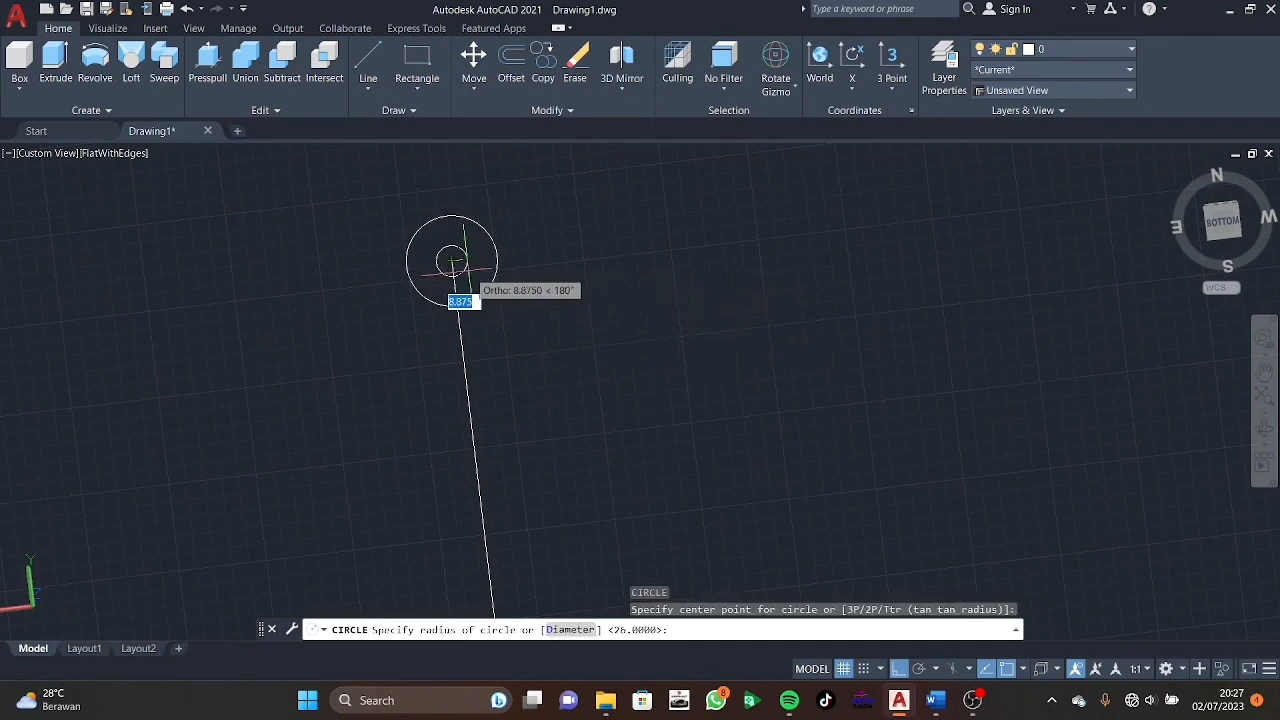 Autodesk AutoCAD 2021 Drawing1.dwg
Type a keyword or phrase
Sign In
Home
Visualize
Insert
View
Manage
Output
Collaborate
Express Tools
Featured Apps
Box
Extrude
Revolve
Loft
Sweep
Presspull
Union
Subtract
Intersect
Line
Rectangle
Move
Offset
Copy
Erase
3D Mirror
Culling
No Filter
Rotate
Gizmo
World
X
3 Point
Layer
Properties
0
*Current*
Unsaved View
Create
Edit
Draw
Modify
Selection
Coordinates
Layers & View
Start
Drawing1*
[−][Custom View][FlatWithEdges]
N
E
BOTTOM
W
S
WCS
Ortho: 8.8750 < 180°
8.875
Y
CIRCLE
Specify center point for circle or [3P/2P/Ttr (tan tan radius)]:
CIRCLE Specify radius of circle or [Diameter] <26.0000>:
Model
Layout1
Layout2
MODEL
1:1
28°C
Berawan
Search
8
20:27
02/07/2023
4